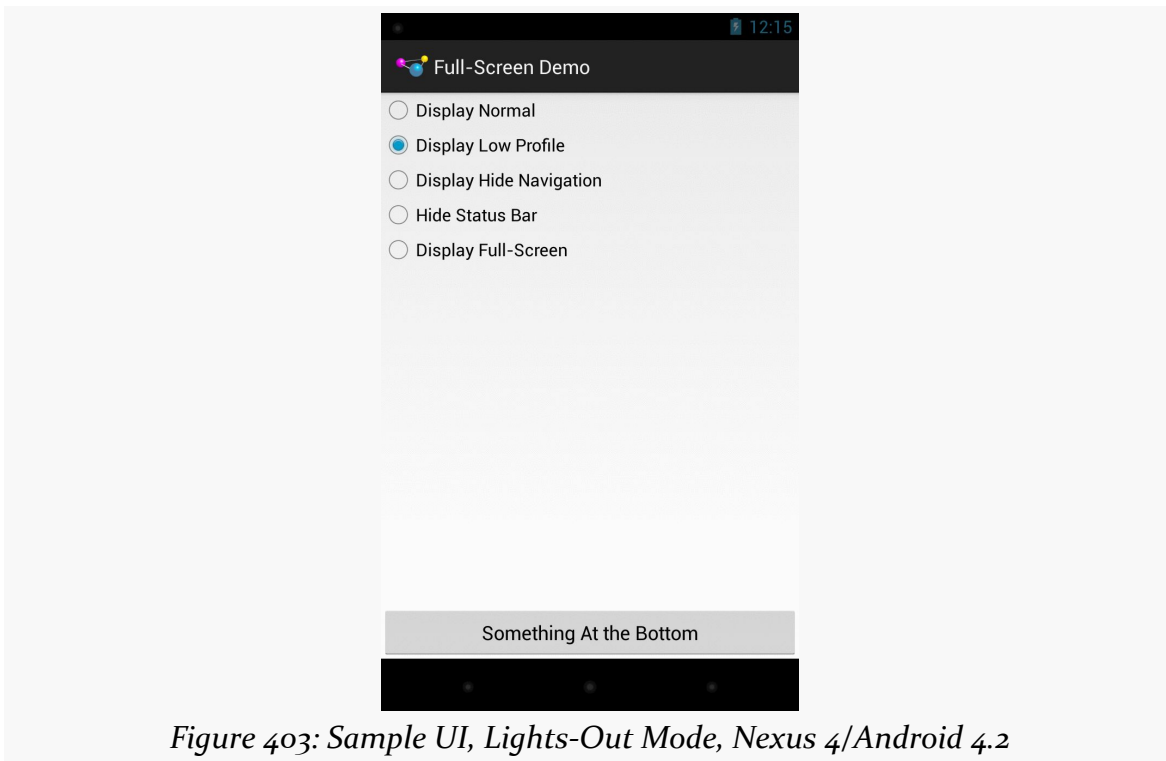 12:15
Full-Screen Demo
Display Normal
Display Low Profile
Display Hide Navigation
Hide Status Bar
Display Full-Screen
Something At the Bottom
Figure 403: Sample UI, Lights-Out Mode, Nexus 4/Android 4.2